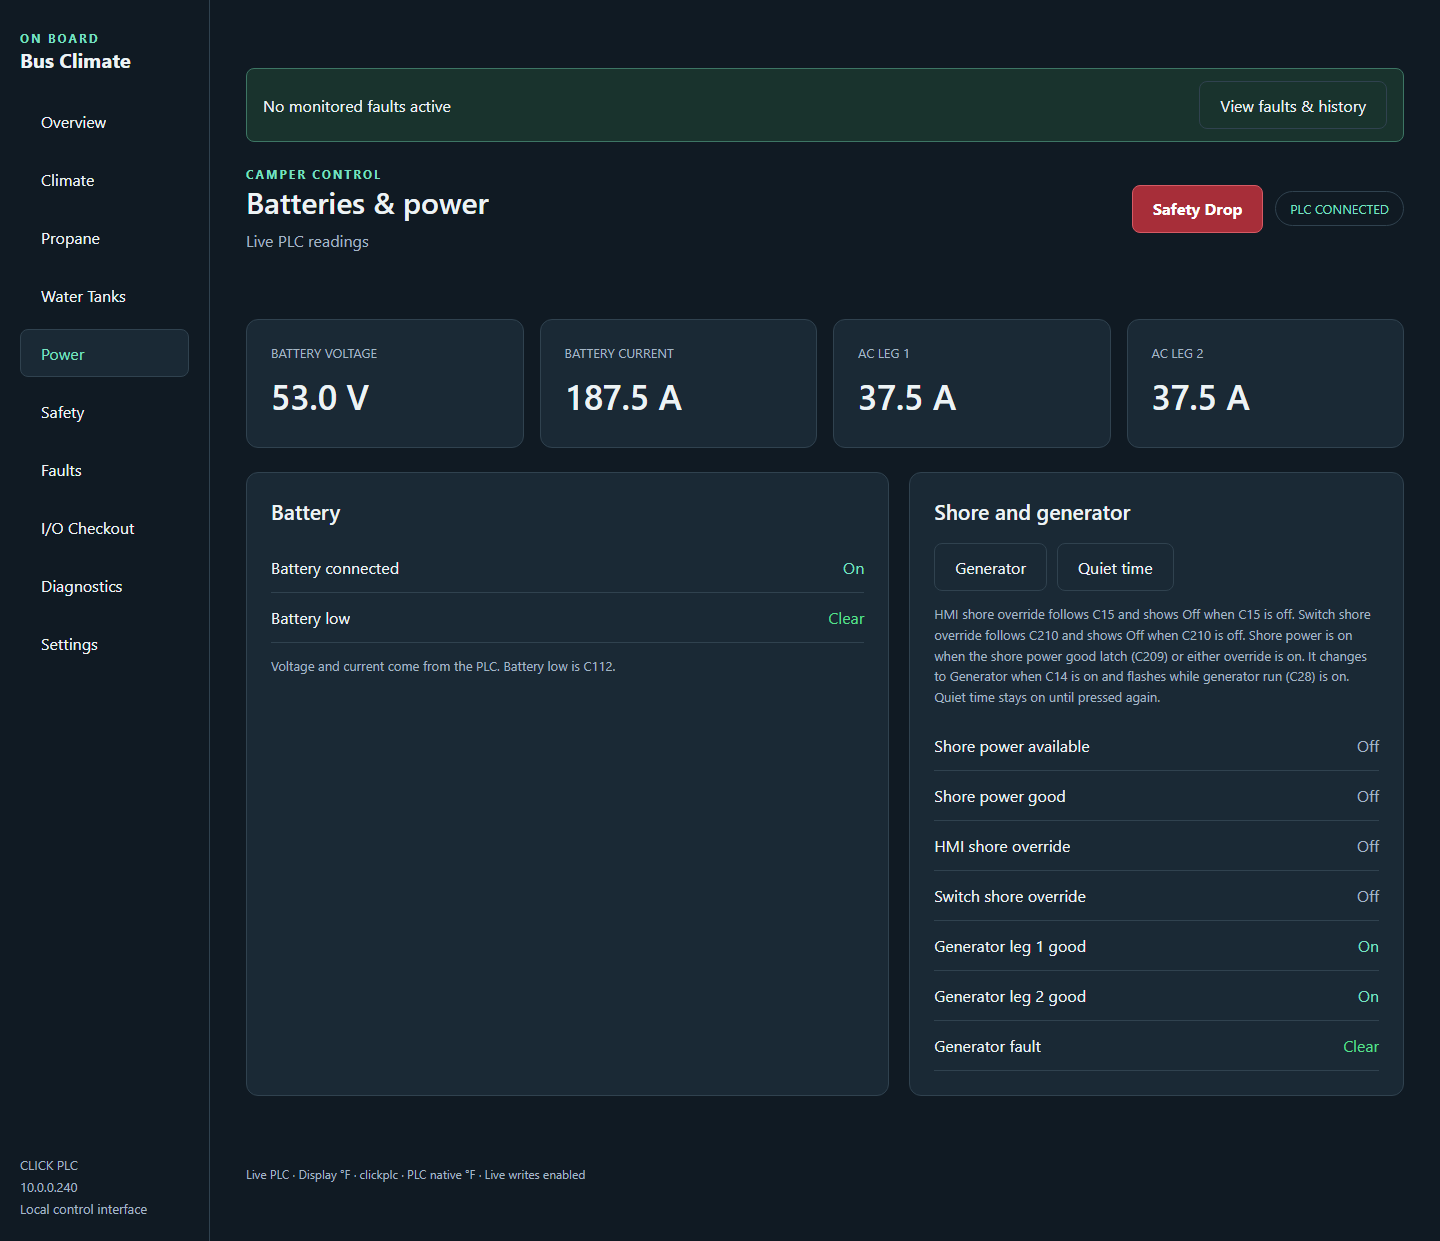 ON BOARD
Bus Climate
Overview
Climate
Propane
Water Tanks
Power
Safety
Faults
I/O Checkout
Diagnostics
Settings
CLICK PLC
10.0.0.240
Local control interface
No monitored faults active
View faults & history
CAMPER CONTROL
Batteries & power
Live PLC readings
Safety Drop
PLC CONNECTED
BATTERY VOLTAGE
53.0 V
BATTERY CURRENT
187.5 A
AC LEG 1
37.5 A
AC LEG 2
37.5 A
Battery
Battery connected On
Battery low Clear
Voltage and current come from the PLC. Battery low is C112.
Shore and generator
Generator
Quiet time
HMI shore override follows C15 and shows Off when C15 is off. Switch shore
override follows C210 and shows Off when C210 is off. Shore power is on
when the shore power good latch (C209) or either override is on. It changes
to Generator when C14 is on and flashes while generator run (C28) is on.
Quiet time stays on until pressed again.
Shore power available Off
Shore power good Off
HMI shore override Off
Switch shore override Off
Generator leg 1 good On
Generator leg 2 good On
Generator fault Clear
Live PLC · Display °F · clickplc · PLC native °F · Live writes enabled